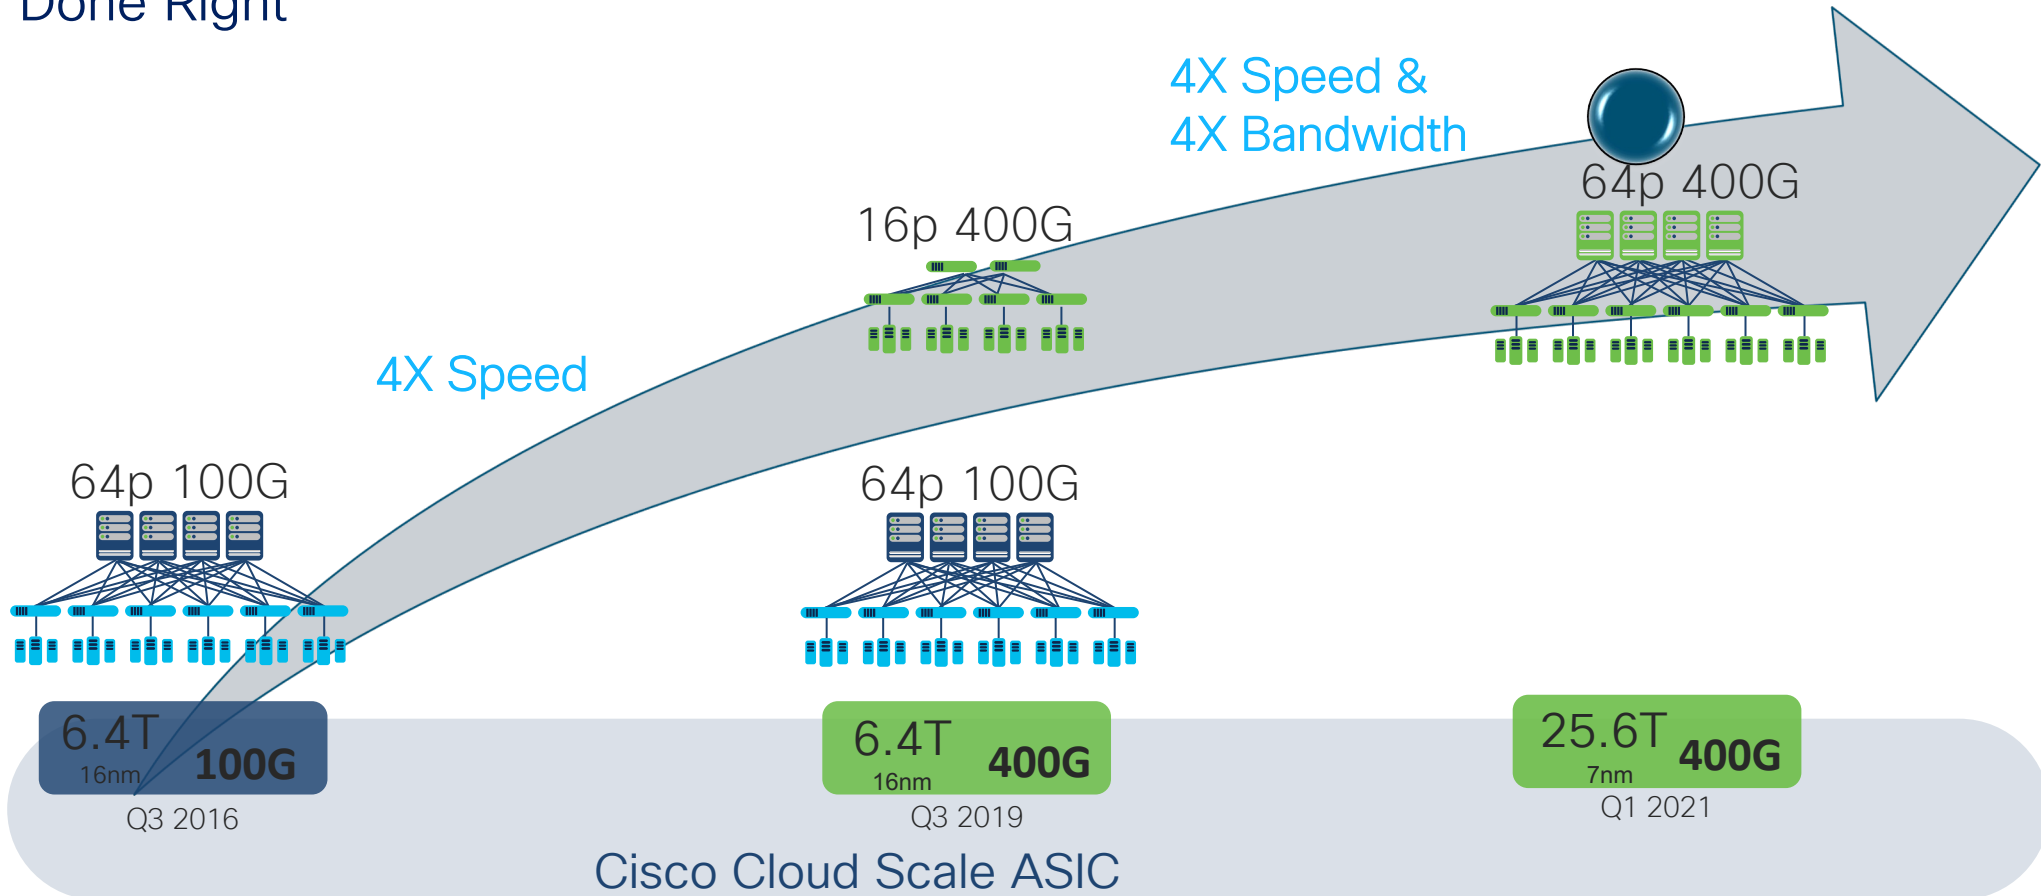 Done Right
4X Speed &
4X Bandwidth
64p 400G
16p 400G
4X Speed
64p 100G
64p 100G
6.4T
16nm
100G
Q3 2016
6.4T
16nm
400G
Q3 2019
25.6T
7nm
400G
Q1 2021
Cisco Cloud Scale ASIC